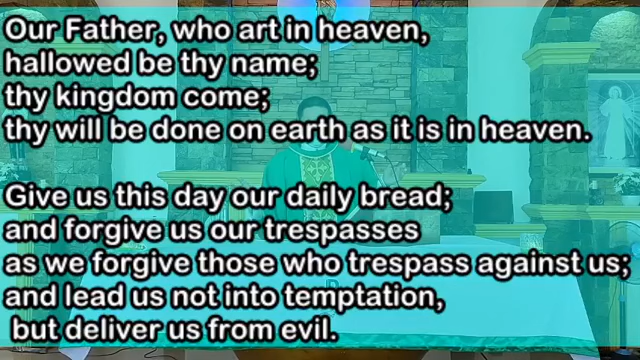 Our Father, who art in heaven,
hallowed be thy name;
thy kingdom come;
thy will be done on earth as it is in heaven.
Give us this day our daily bread;
and forgive us our trespasses
as we forgive those who trespass against us;
and lead us not into temptation,
but deliver us from evil.